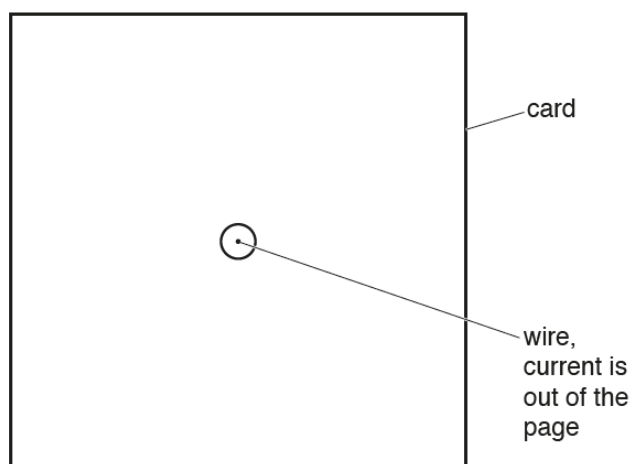 card
wire,
current is
out of the
page